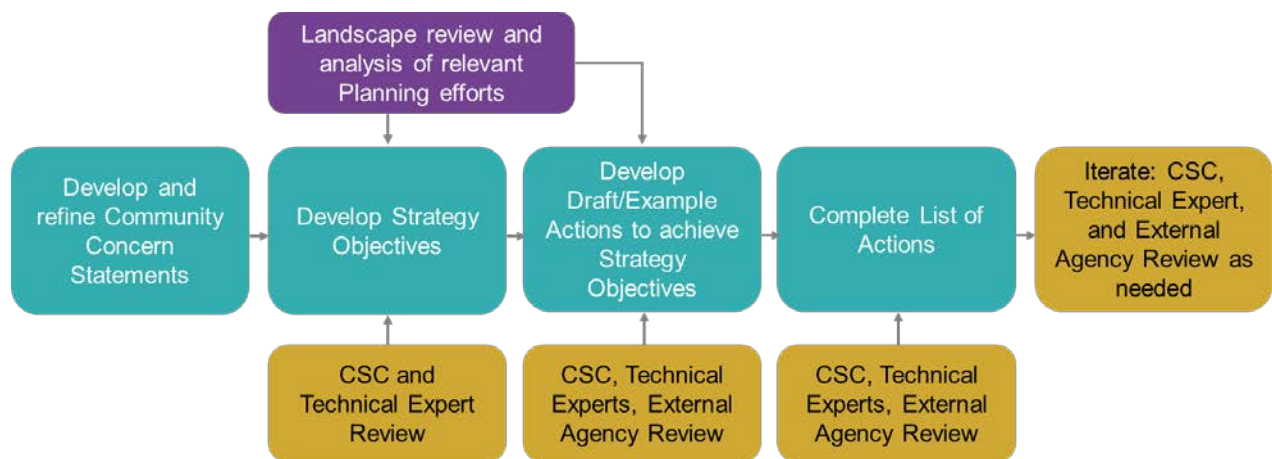 Landscape review and
analysis of relevant
Planning efforts
Develop and
refine Community
Concern
Statements
Develop Strategy
Objectives
Develop
Draft/Example
Actions to achieve
Strategy
Objectives
Complete List of
Actions
Iterate: CSC,
Technical Expert,
and External
Agency Review as
needed
CSC and
Technical Expert
Review
CSC, Technical
Experts, External
Agency Review
CSC, Technical
Experts, External
Agency Review